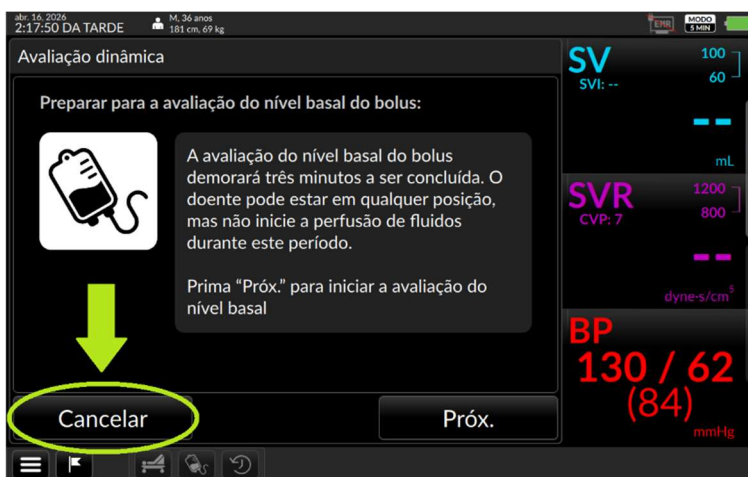 abr. 16, 2026
2:17:50 DA TARDE
M, 36 anos
181 cm, 69 kg
EMR
MODO
5 MIN
Avaliação dinâmica
Preparar para a avaliação do nível basal do bolus:
A avaliação do nível basal do bolus
demorará três minutos a ser concluída. O
doente pode estar em qualquer posição,
mas não inicie a perfusão de fluidos
durante este período.
Prima “Próx.” para iniciar a avaliação do
nível basal
Cancelar
Próx.
SV
SVI: --
100
60
--
mL
SVR
CVP: 7
1200
800
--
dyne-s/cm⁵
BP
130 / 62
(84)
mmHg